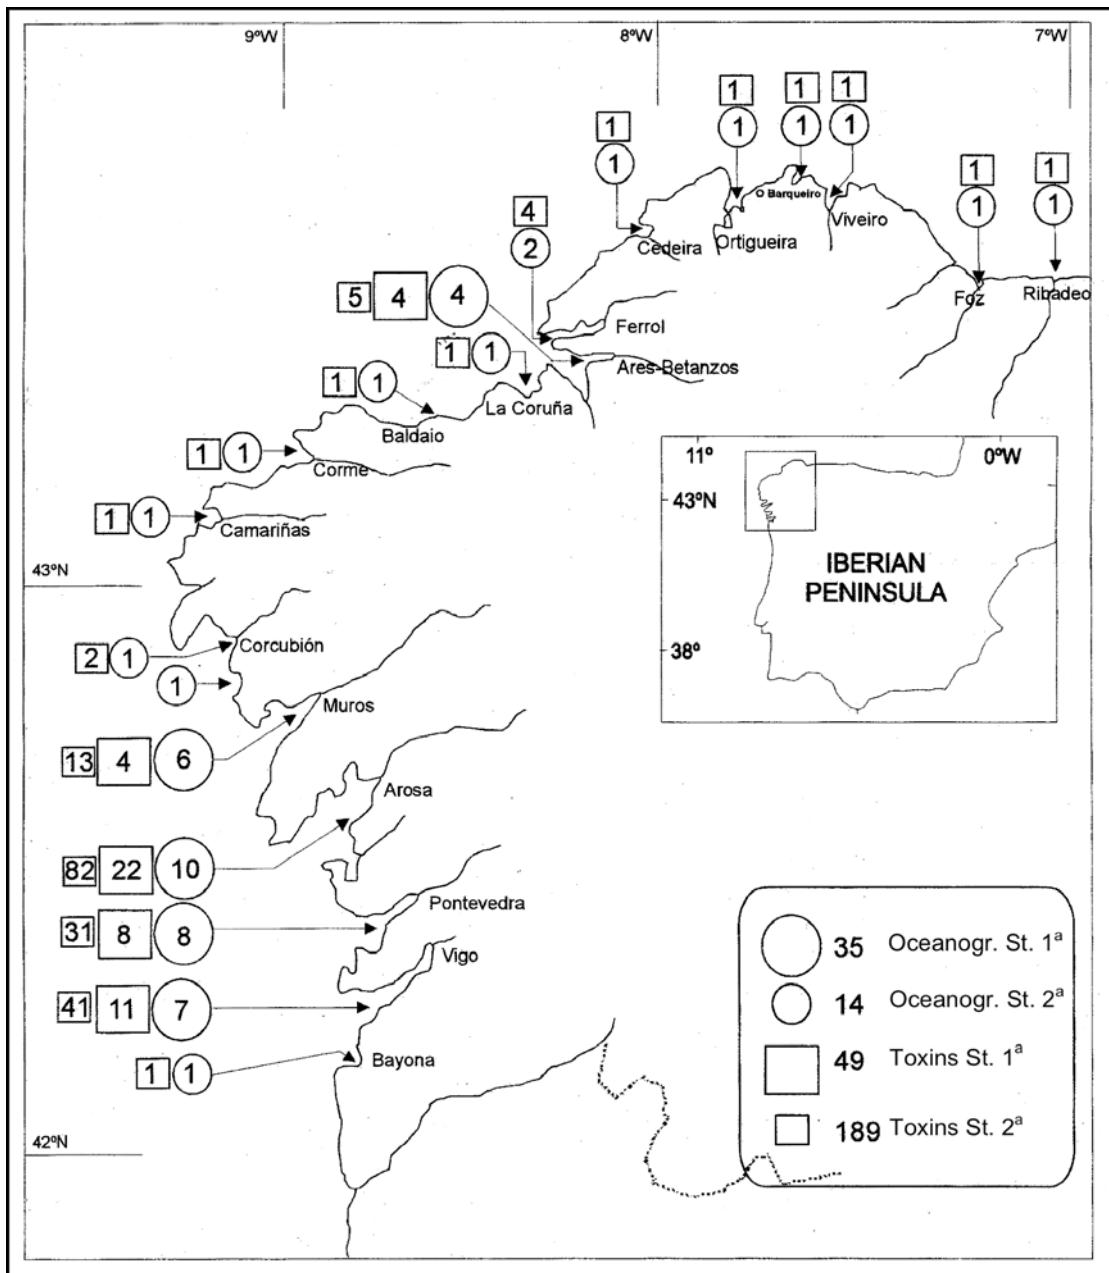 9ºW
8ºW
7ºW
1
1
1
1
1
1
1
1
1
1
1
1
O Barqueiro
Viveiro
Ortigueira
Cedeira
Foz
Ribadeo
4
2
5
4
4
Ferrol
Ares-Betanzos
1
1
La Coruña
1
1
Baldaio
1
1
Corme
1
1
Camariñas
43ºN
2
1
Corcubión
1
Muros
13
4
6
Arosa
82
22
10
Pontevedra
31
8
8
Vigo
41
11
7
1
1
Bayona
42ºN
11º
0ºW
43ºN
IBERIAN
PENINSULA
38º
35 Oceanogr. St. 1ª
14 Oceanogr. St. 2ª
49 Toxins St. 1ª
189 Toxins St. 2ª